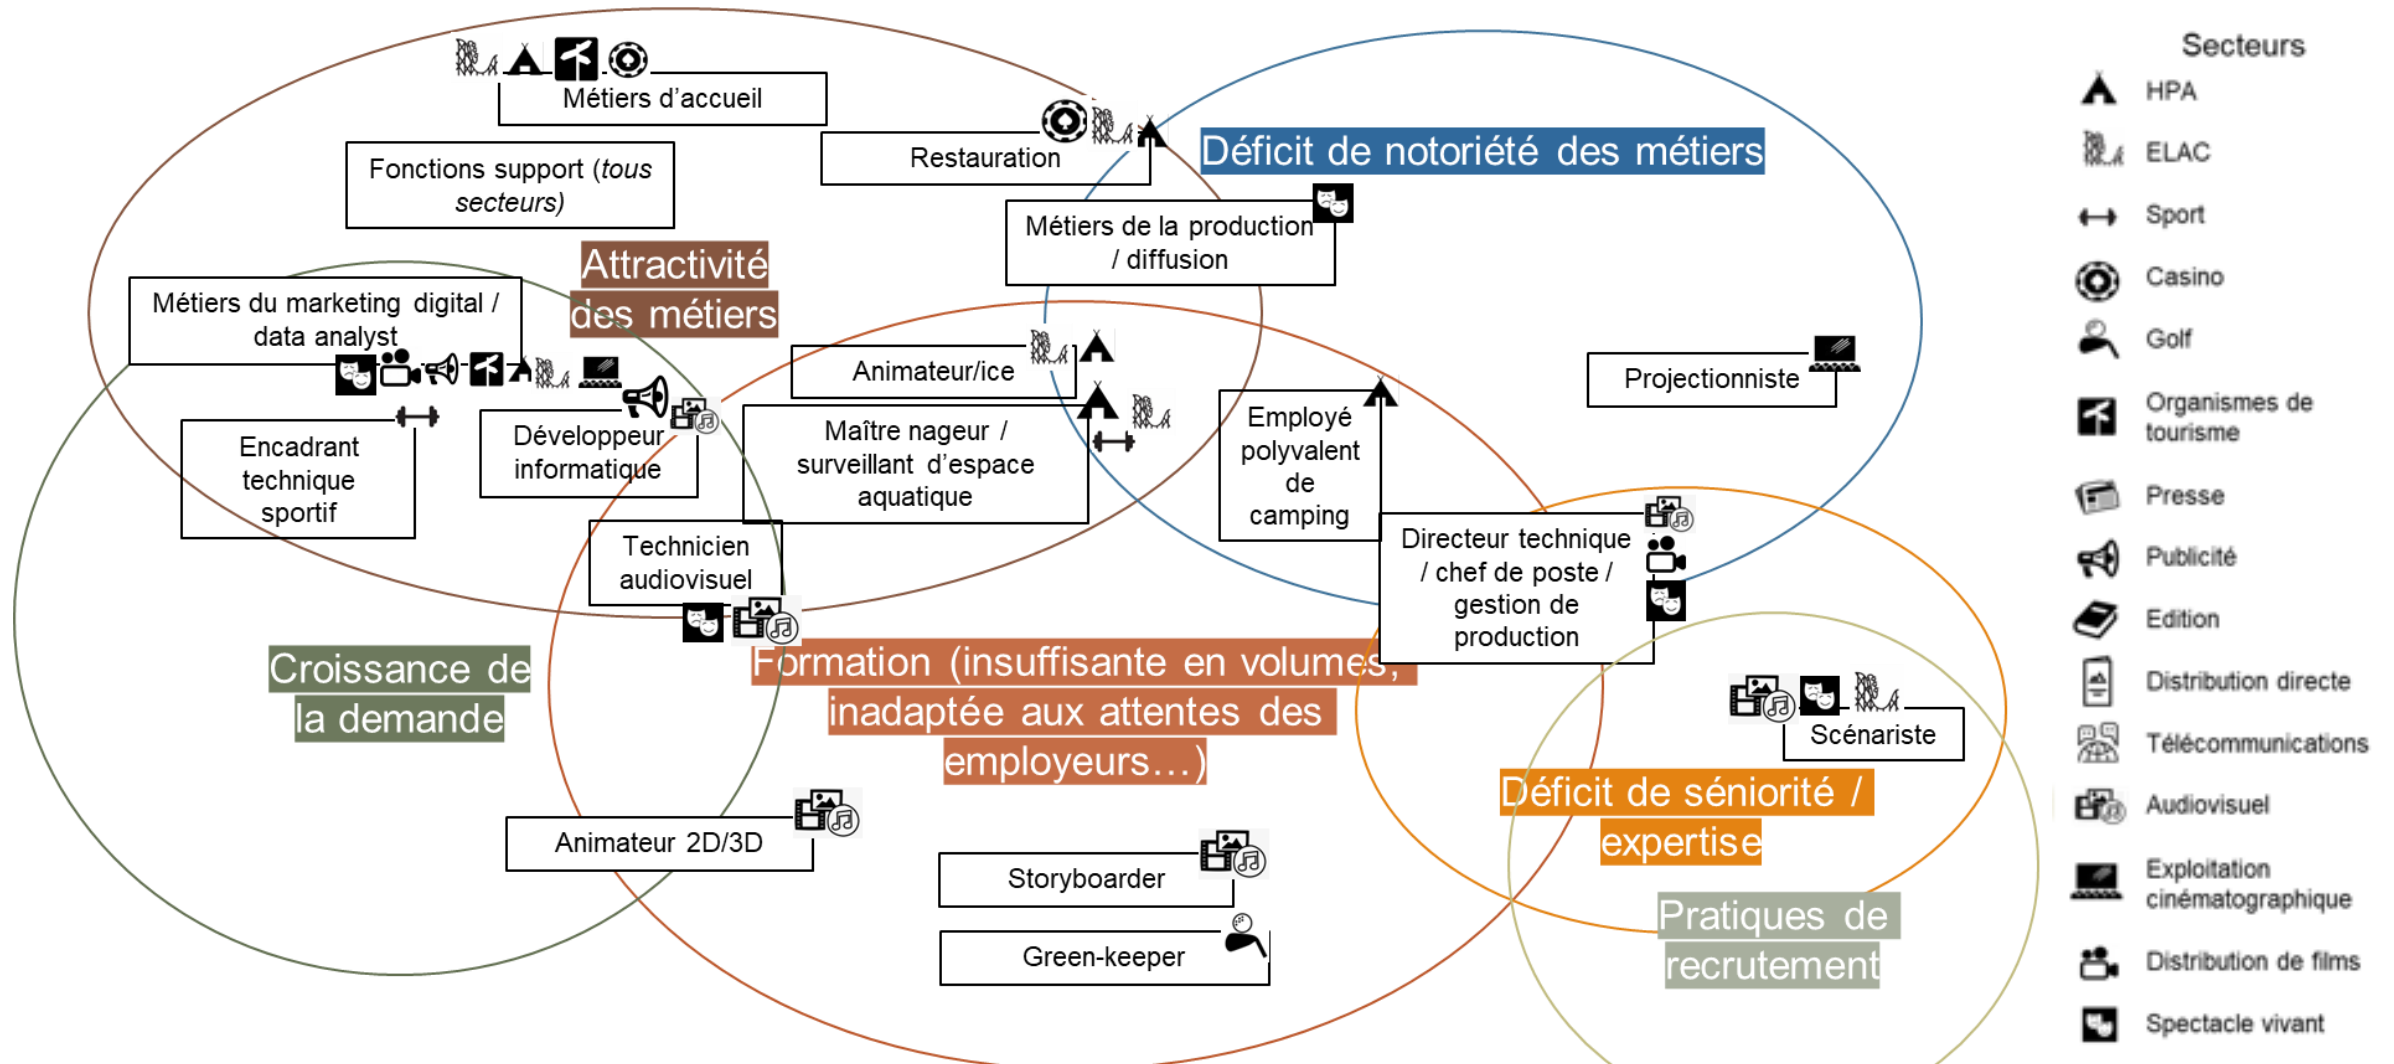 Métiers d’accueil
Restauration
Déficit de notoriété des métiers
Fonctions support (tous
secteurs)
Métiers de la production
/ diffusion
Attractivité
des métiers
Métiers du marketing digital /
data analyst
Animateur/ice
Projectionniste
Encadrant
technique
sportif
Développeur
informatique
Maître nageur /
surveillant d’espace
aquatique
Employé
polyvalent
de
camping
Technicien
audiovisuel
Directeur technique
/ chef de poste /
gestion de
production
Croissance de
la demande
Formation (insuffisante en volumes,
inadaptée aux attentes des
employeurs…)
Scénariste
Déficit de séniorité /
expertise
Animateur 2D/3D
Storyboarder
Green-keeper
Pratiques de
recrutement
Secteurs
HPA
ELAC
Sport
Casino
Golf
Organismes de
tourisme
Presse
Publicité
Edition
Distribution directe
Télécommunications
Audiovisuel
Exploitation
cinématographique
Distribution de films
Spectacle vivant